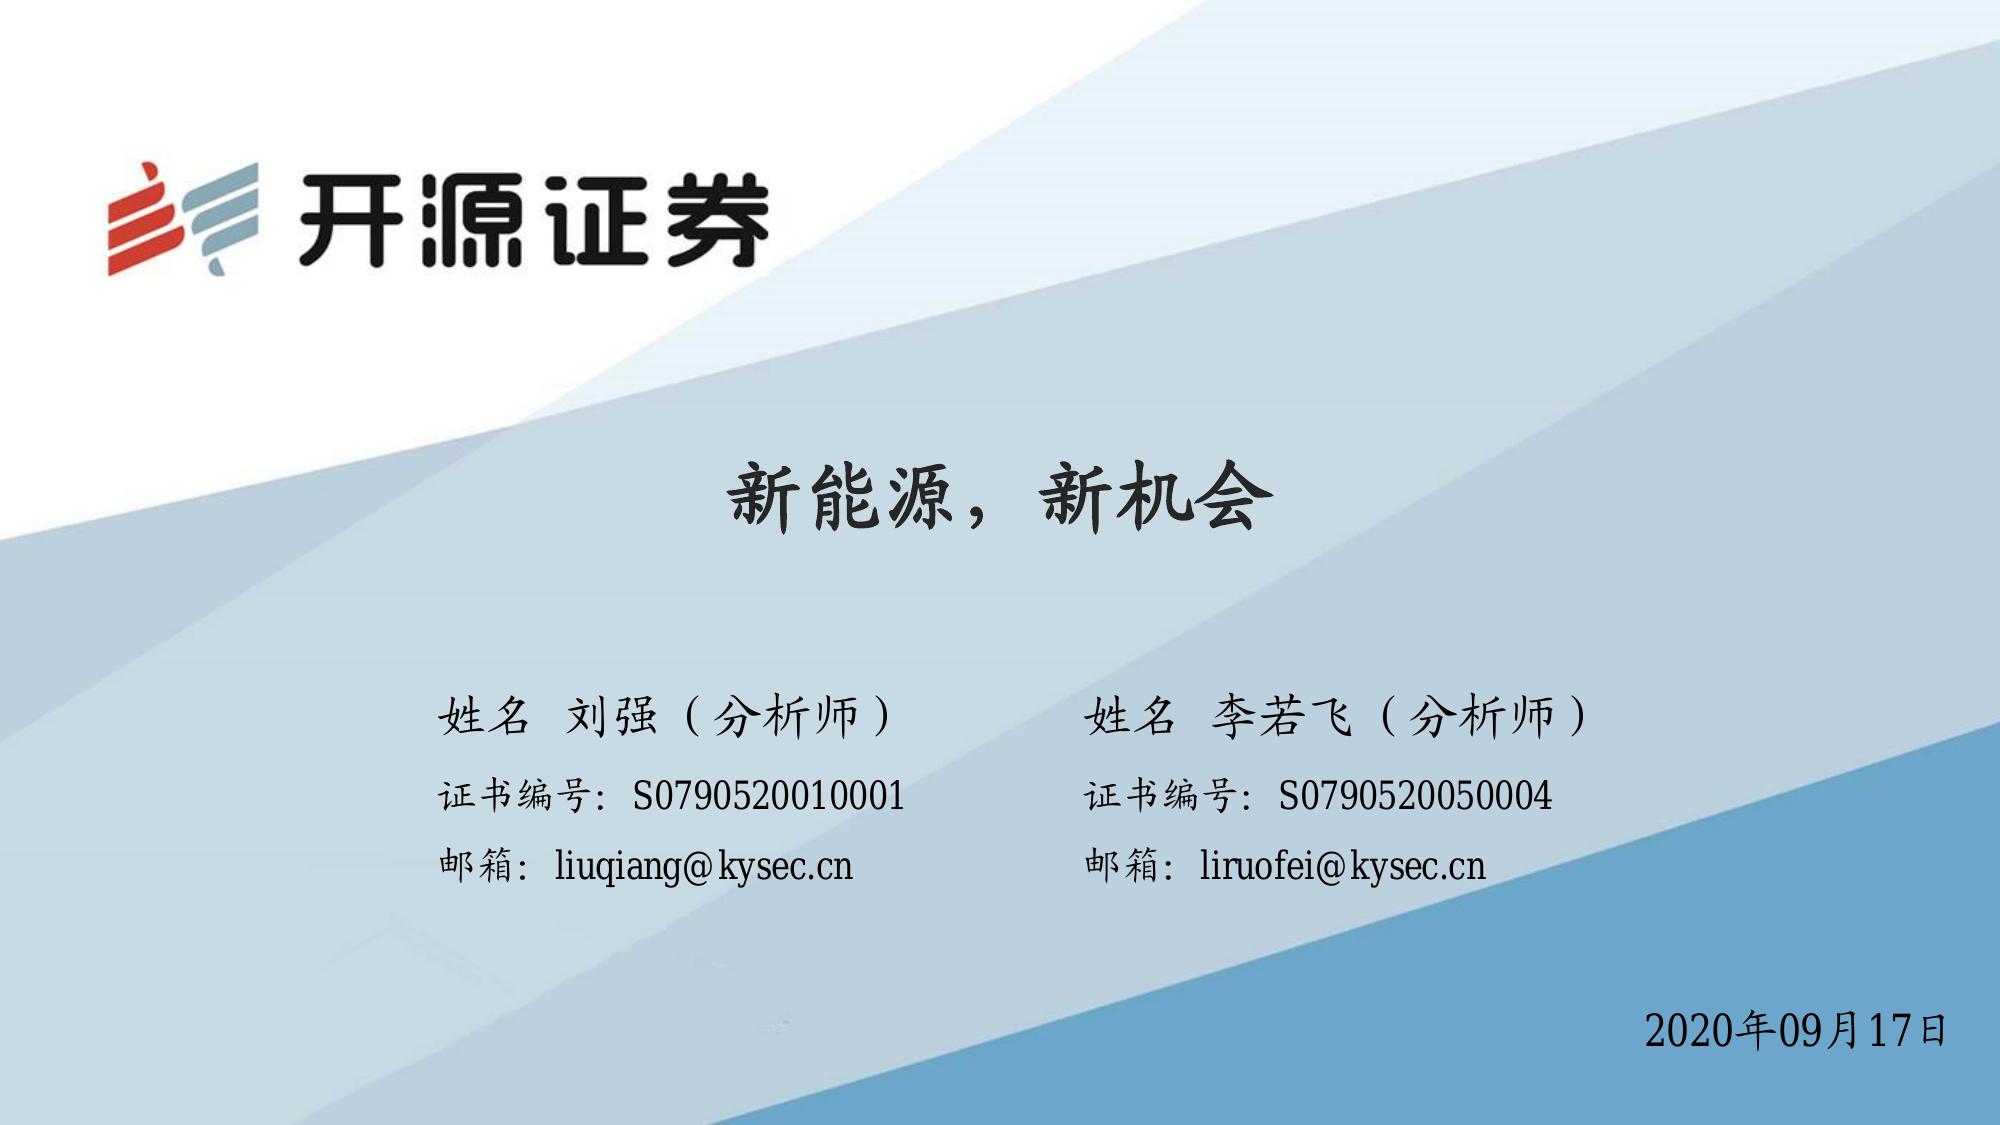 开源证券
新能源，新机会
姓名 刘强（分析师）
证书编号：S0790520010001
邮箱：liuqiang@kysec.cn
姓名 李若飞（分析师）
证书编号：S0790520050004
邮箱：liruofei@kysec.cn
2020年09月17日